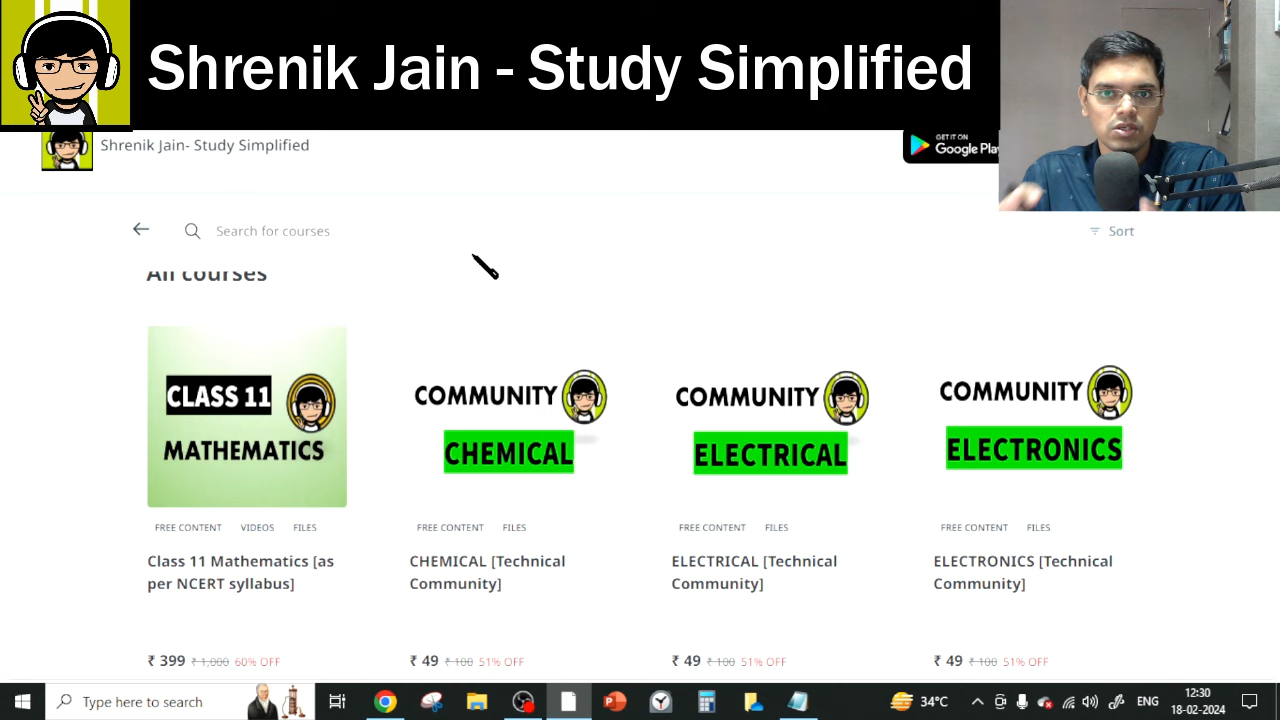 Shrenik Jain - Study Simplified
Shrenik Jain- Study Simplified
GET IT ON
Google Play
Search for courses
Sort
All courses
CLASS 11
MATHEMATICS
COMMUNITY
CHEMICAL
COMMUNITY
ELECTRICAL
COMMUNITY
ELECTRONICS
FREE CONTENT VIDEOS FILES
FREE CONTENT FILES
FREE CONTENT FILES
FREE CONTENT FILES
Class 11 Mathematics [as
per NCERT syllabus]
CHEMICAL [Technical
Community]
ELECTRICAL [Technical
Community]
ELECTRONICS [Technical
Community]
₹ 399 ₹ 1,000 60% OFF
₹ 49 ₹ 100 51% OFF
₹ 49 ₹ 100 51% OFF
₹ 49 ₹ 100 51% OFF
Type here to search
34°C
ENG
12:30
18-02-2024